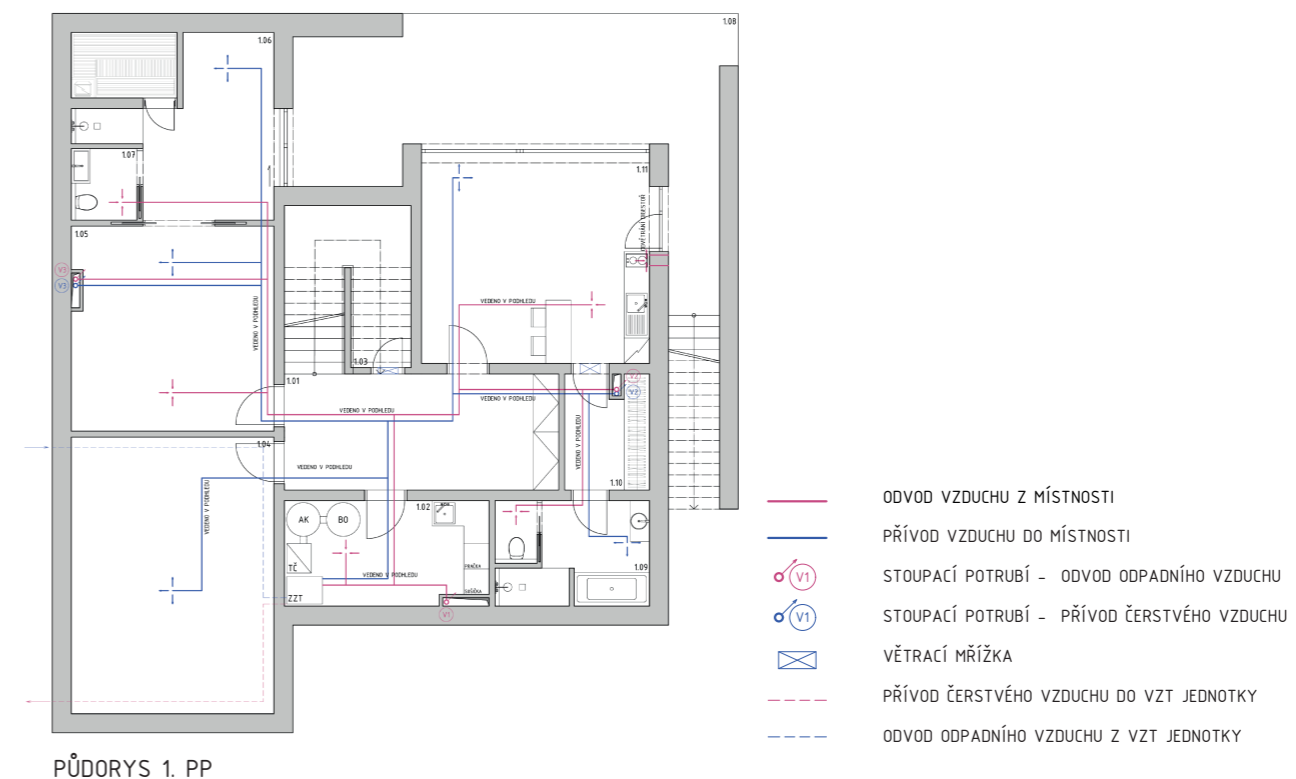 1.08
1.06
1.07
1.11
1.05
ODVĚTRÁNÍ DIGESTOŘ
V3
V3
VEDENO V PODHLEDU
VEDENO V PODHLEDU
1.03
1.01
V2
V2
VEDENO V PODHLEDU
VEDENO V PODHLEDU
VEDENO V PODHLEDU
1.04
VEDENO V PODHLEDU
VEDENO V PODHLEDU
1.10
1.02
AK
BO
TČ
PRAČKA
VEDENO V PODHLEDU
1.09
ZZT
SUŠIČKA
V1
ODVOD VZDUCHU Z MÍSTNOSTI
PŘÍVOD VZDUCHU DO MÍSTNOSTI
V1 STOUPACÍ POTRUBÍ - ODVOD ODPADNÍHO VZDUCHU
V1 STOUPACÍ POTRUBÍ - PŘÍVOD ČERSTVÉHO VZDUCHU
VĚTRACÍ MŘÍŽKA
PŘÍVOD ČERSTVÉHO VZDUCHU DO VZT JEDNOTKY
ODVOD ODPADNÍHO VZDUCHU Z VZT JEDNOTKY
PŮDORYS 1. PP